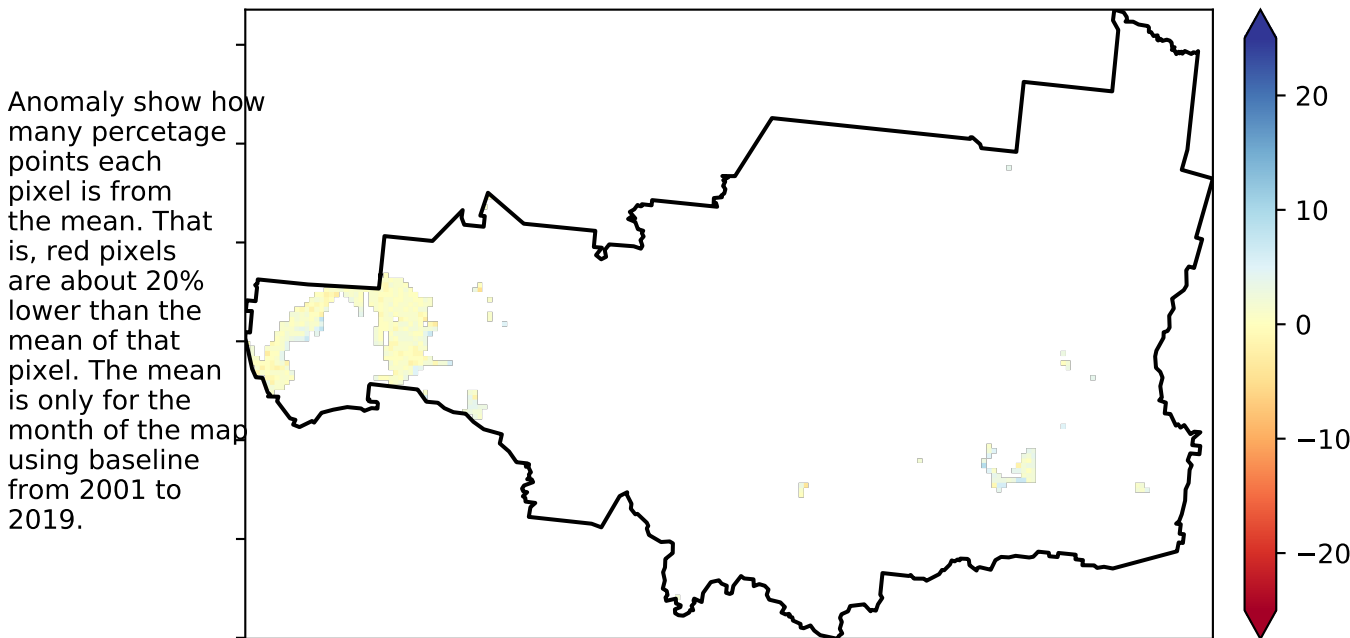 Anomaly show how
many percetage
points each
pixel is from
the mean. That
is, red pixels
are about 20%
lower than the
mean of that
pixel. The mean
is only for the
month of the map
using baseline
from 2001 to
2019.
20
10
0
−10
−20